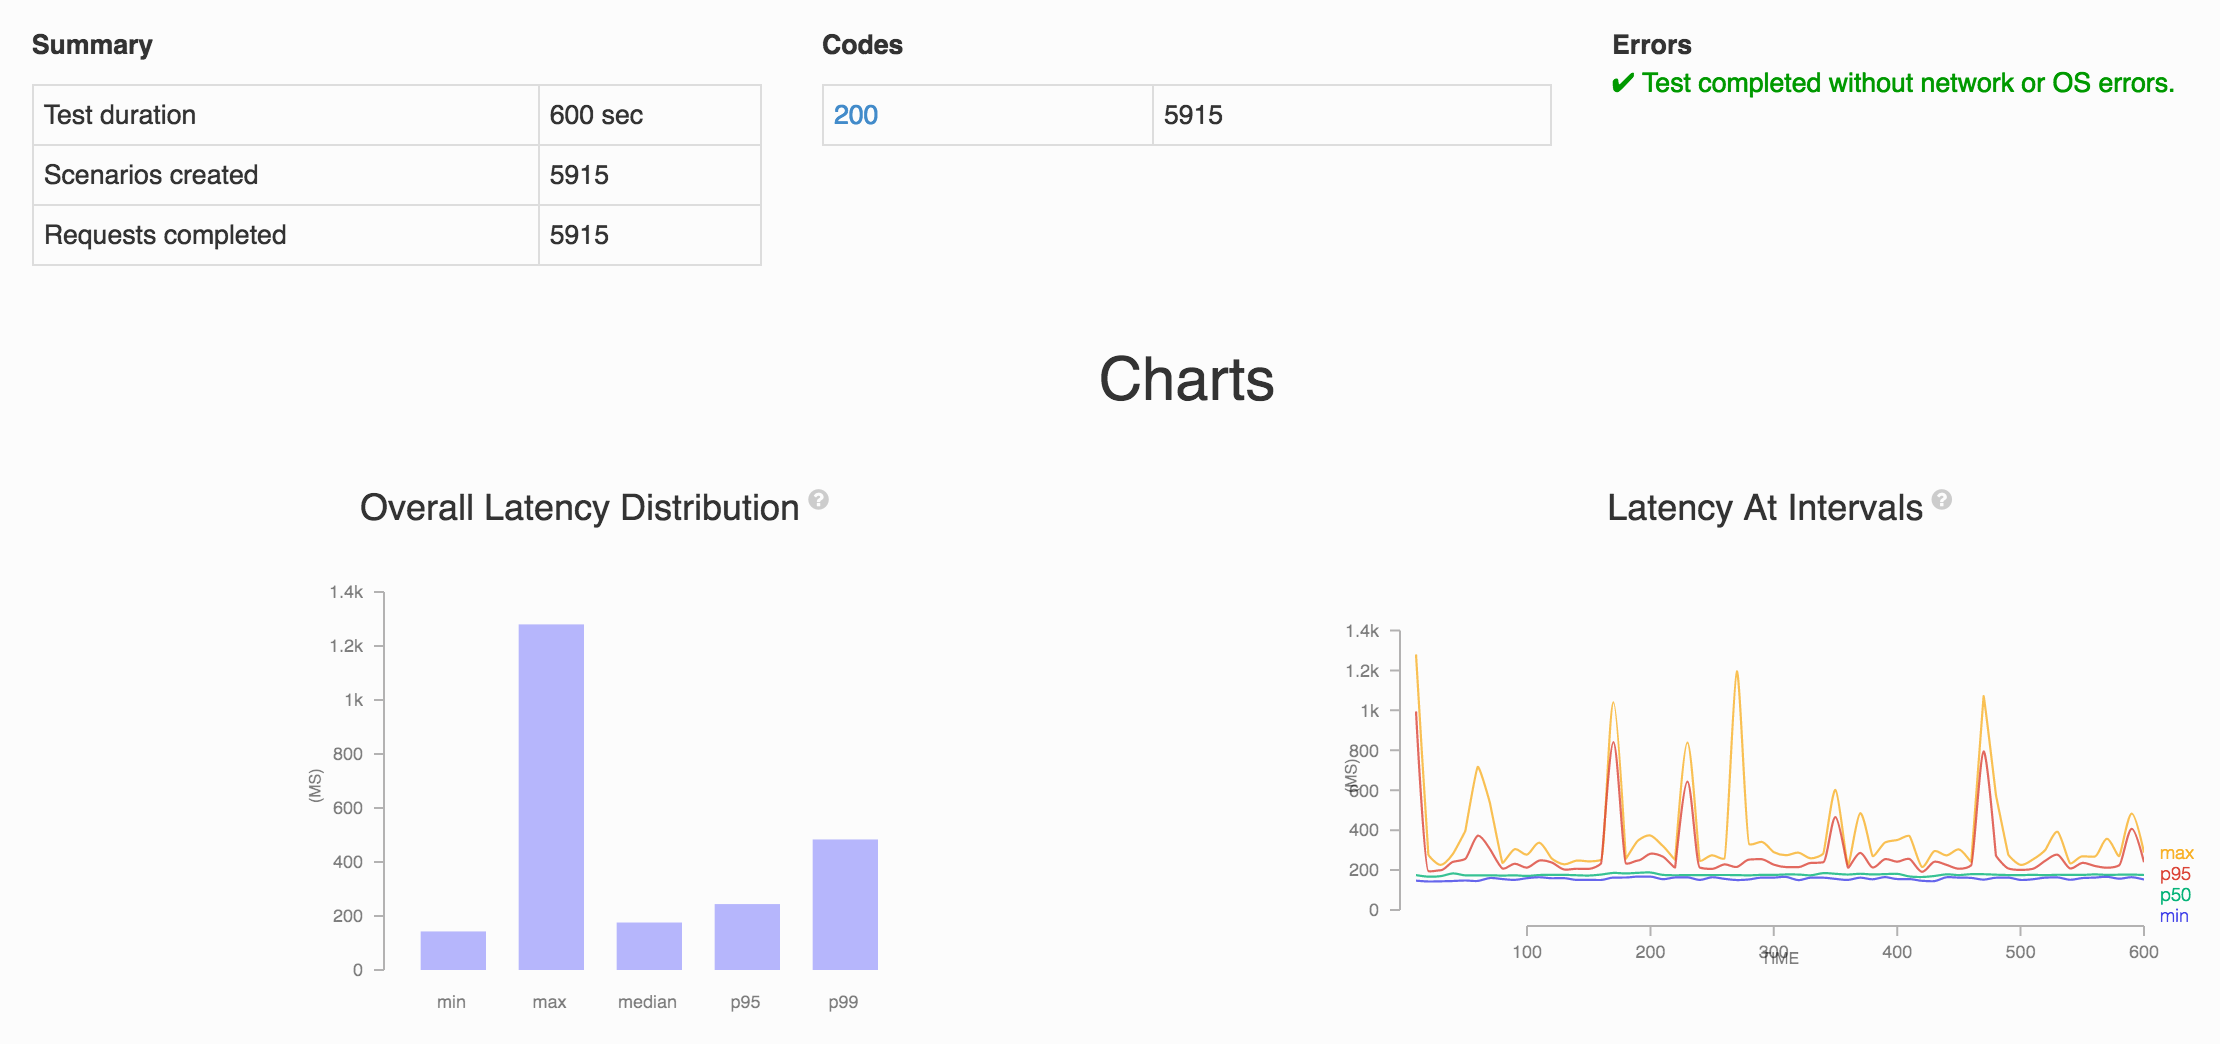 Summary
Test duration 600 sec
Scenarios created 5915
Requests completed 5915
Codes
200 5915
Errors
✔ Test completed without network or OS errors.
Charts
Overall Latency Distribution ?
1.4k
1.2k
1k
800
600
400
200
0
(MS)
min max median p95 p99
Latency At Intervals ?
1.4k
1.2k
1k
800
600
400
200
0
(MS)
max
p95
p50
min
100 200 300 400 500 600
TIME